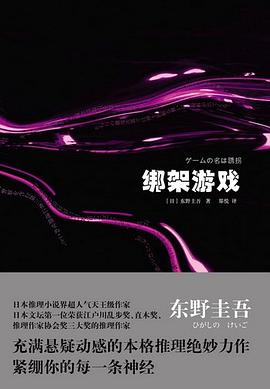 ゲームの名は誘拐
绑架游戏
［日］东野圭吾 著 郑悦 译
日本推理小说界超人气天王级作家
日本文坛第一位荣获江户川乱步奖、直木奖、
推理作家协会奖三大奖的推理作家
东野圭吾
ひがしの けいご
充满悬疑动感的本格推理绝妙力作
紧绷你的每一条神经